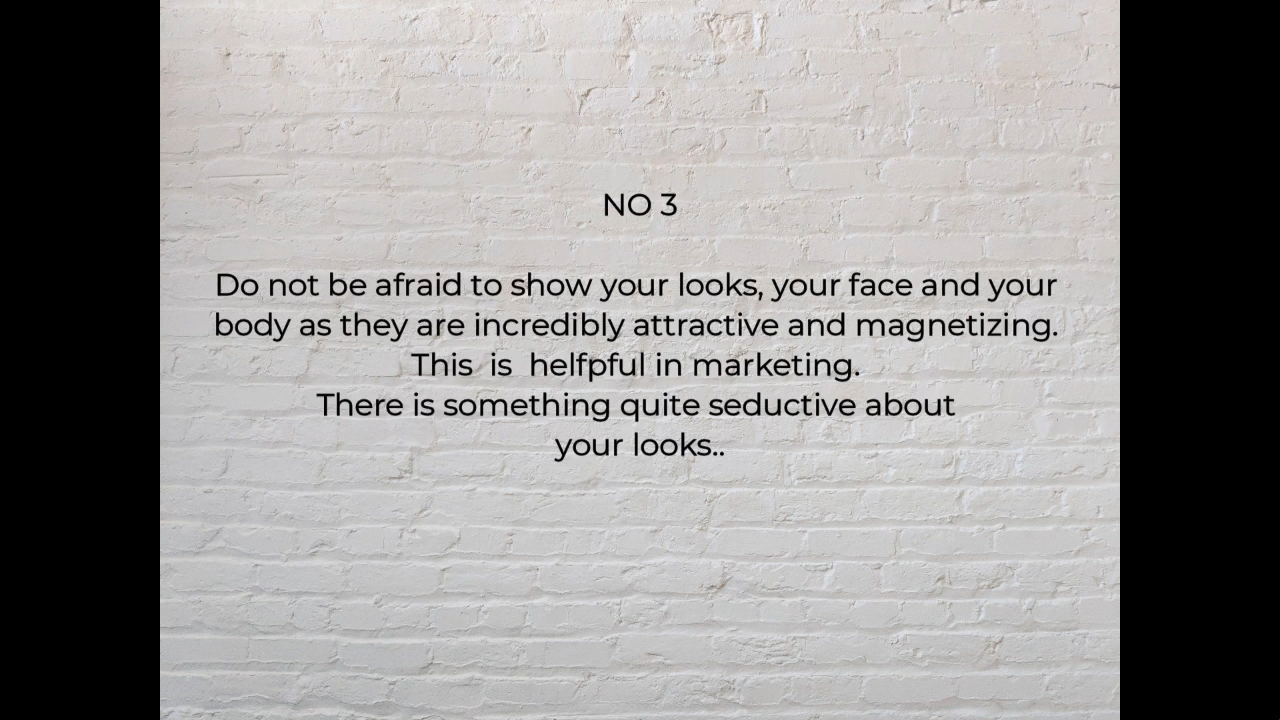 NO 3
Do not be afraid to show your looks, your face and your
body as they are incredibly attractive and magnetizing.
This  is  helfpful in marketing.
There is something quite seductive about
your looks..